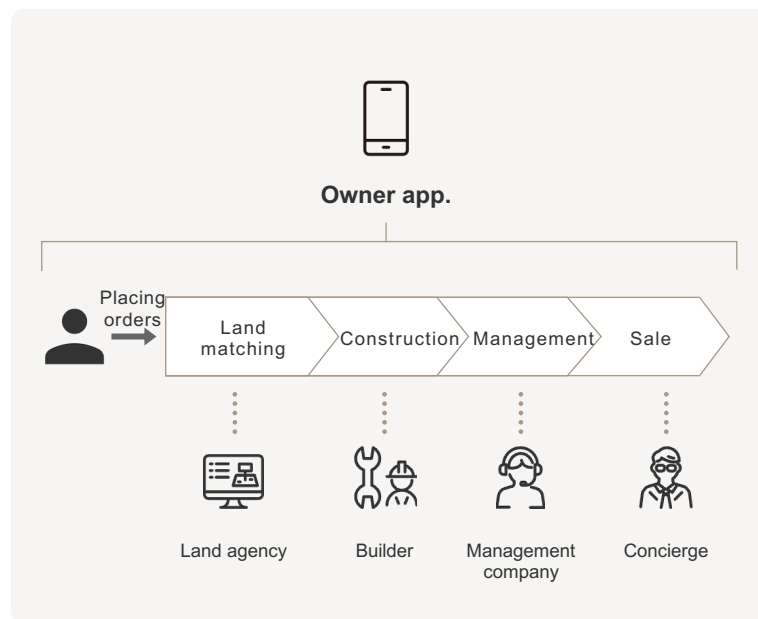 Owner app.
Placing
orders
Land
matching
Construction
Management
Sale
Land agency
Builder
Management
company
Concierge